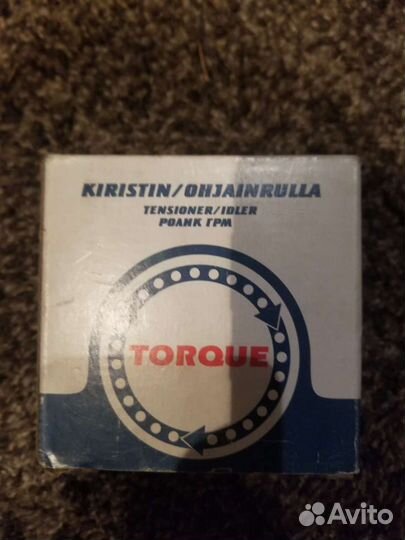 KIRISTIN/OHJAINRULLA
TENSIONER/IDLER
РОЛИК ГРМ
TORQUE
Avito